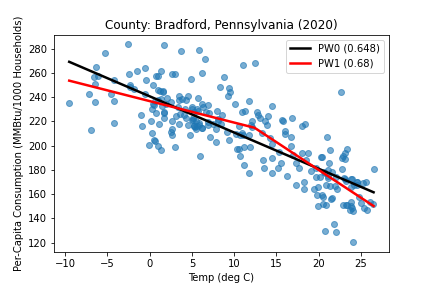 County: Bradford, Pennsylvania (2020)
Per-Capita Consumption (MMBtu/1000 Households)
280
260
240
220
200
180
160
140
120
PW0 (0.648)
PW1 (0.68)
−10 −5 0 5 10 15 20 25
Temp (deg C)